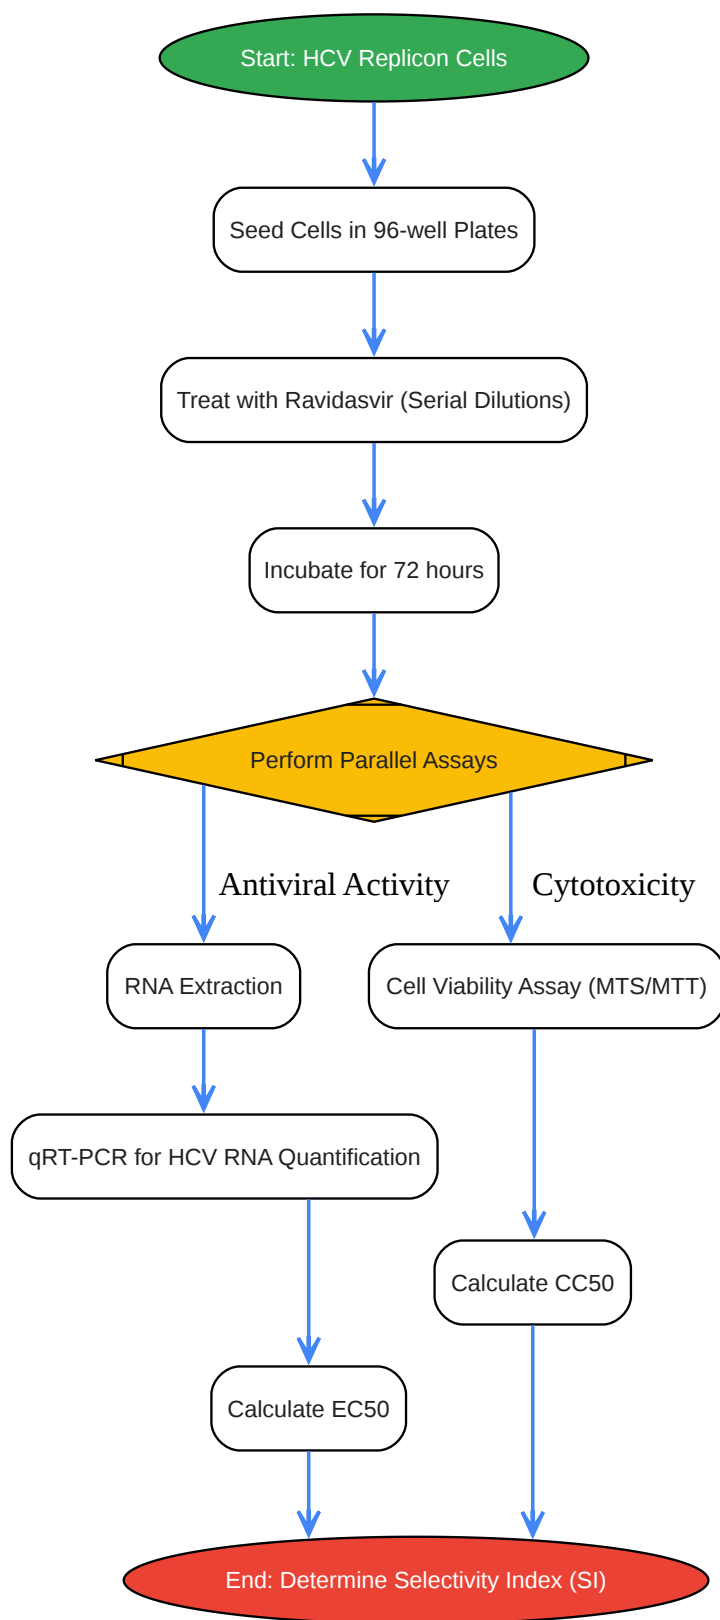 Start: HCV Replicon Cells
Seed Cells in 96-well Plates
Treat with Ravidasvir (Serial Dilutions)
Incubate for 72 hours
Perform Parallel Assays
Antiviral Activity
Cytotoxicity
RNA Extraction
Cell Viability Assay (MTS/MTT)
qRT-PCR for HCV RNA Quantification
Calculate CC50
Calculate EC50
End: Determine Selectivity Index (SI)